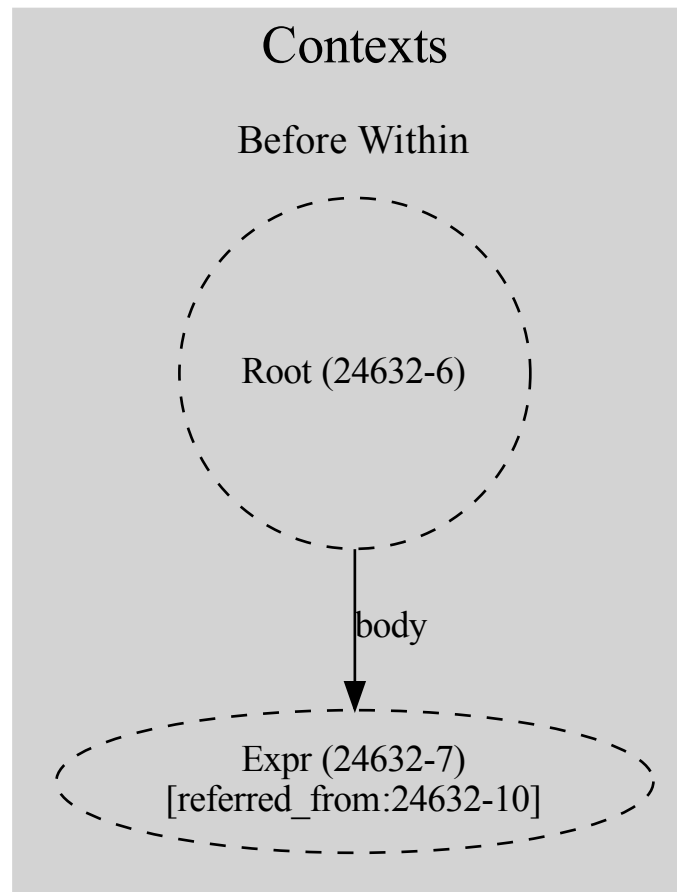 Contexts
Before Within
Root (24632-6)
body
Expr (24632-7)
[referred_from:24632-10]